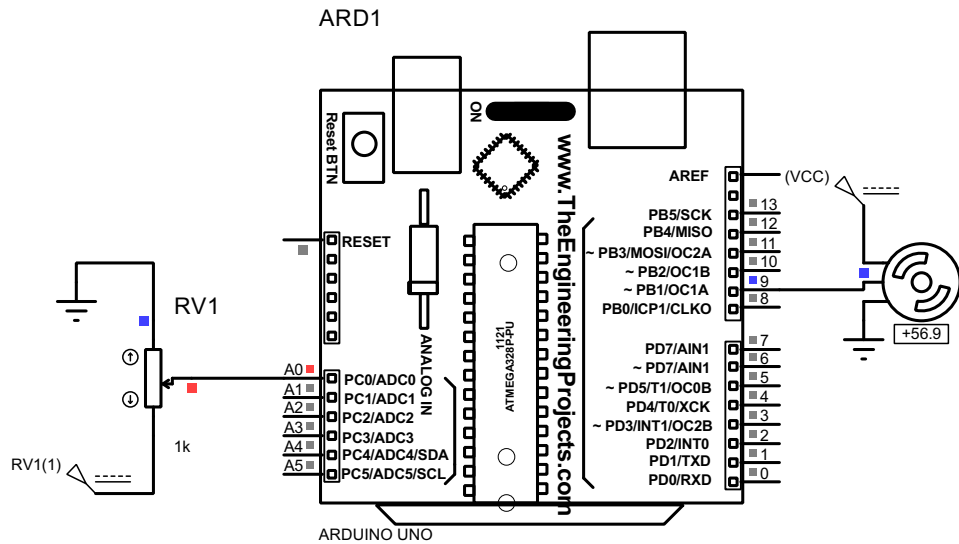 ARD1
ON
Reset BTN
www.TheEngineeringProjects.com
AREF
(VCC)
PB5/SCK 13
PB4/MISO 12
~ PB3/MOSI/OC2A 11
~ PB2/OC1B 10
~ PB1/OC1A 9
PB0/ICP1/CLKO 8
RESET
+56.9
RV1
1121
ATMEGA328P-PU
ANALOG IN
PD7/AIN1 7
~ PD7/AIN1 6
~ PD5/T1/OC0B 5
PD4/T0/XCK 4
~ PD3/INT1/OC2B 3
PD2/INT0 2
PD1/TXD 1
PD0/RXD 0
A0 PC0/ADC0
A1 PC1/ADC1
A2 PC2/ADC2
A3 PC3/ADC3
A4 PC4/ADC4/SDA
A5 PC5/ADC5/SCL
1k
RV1(1)
ARDUINO UNO